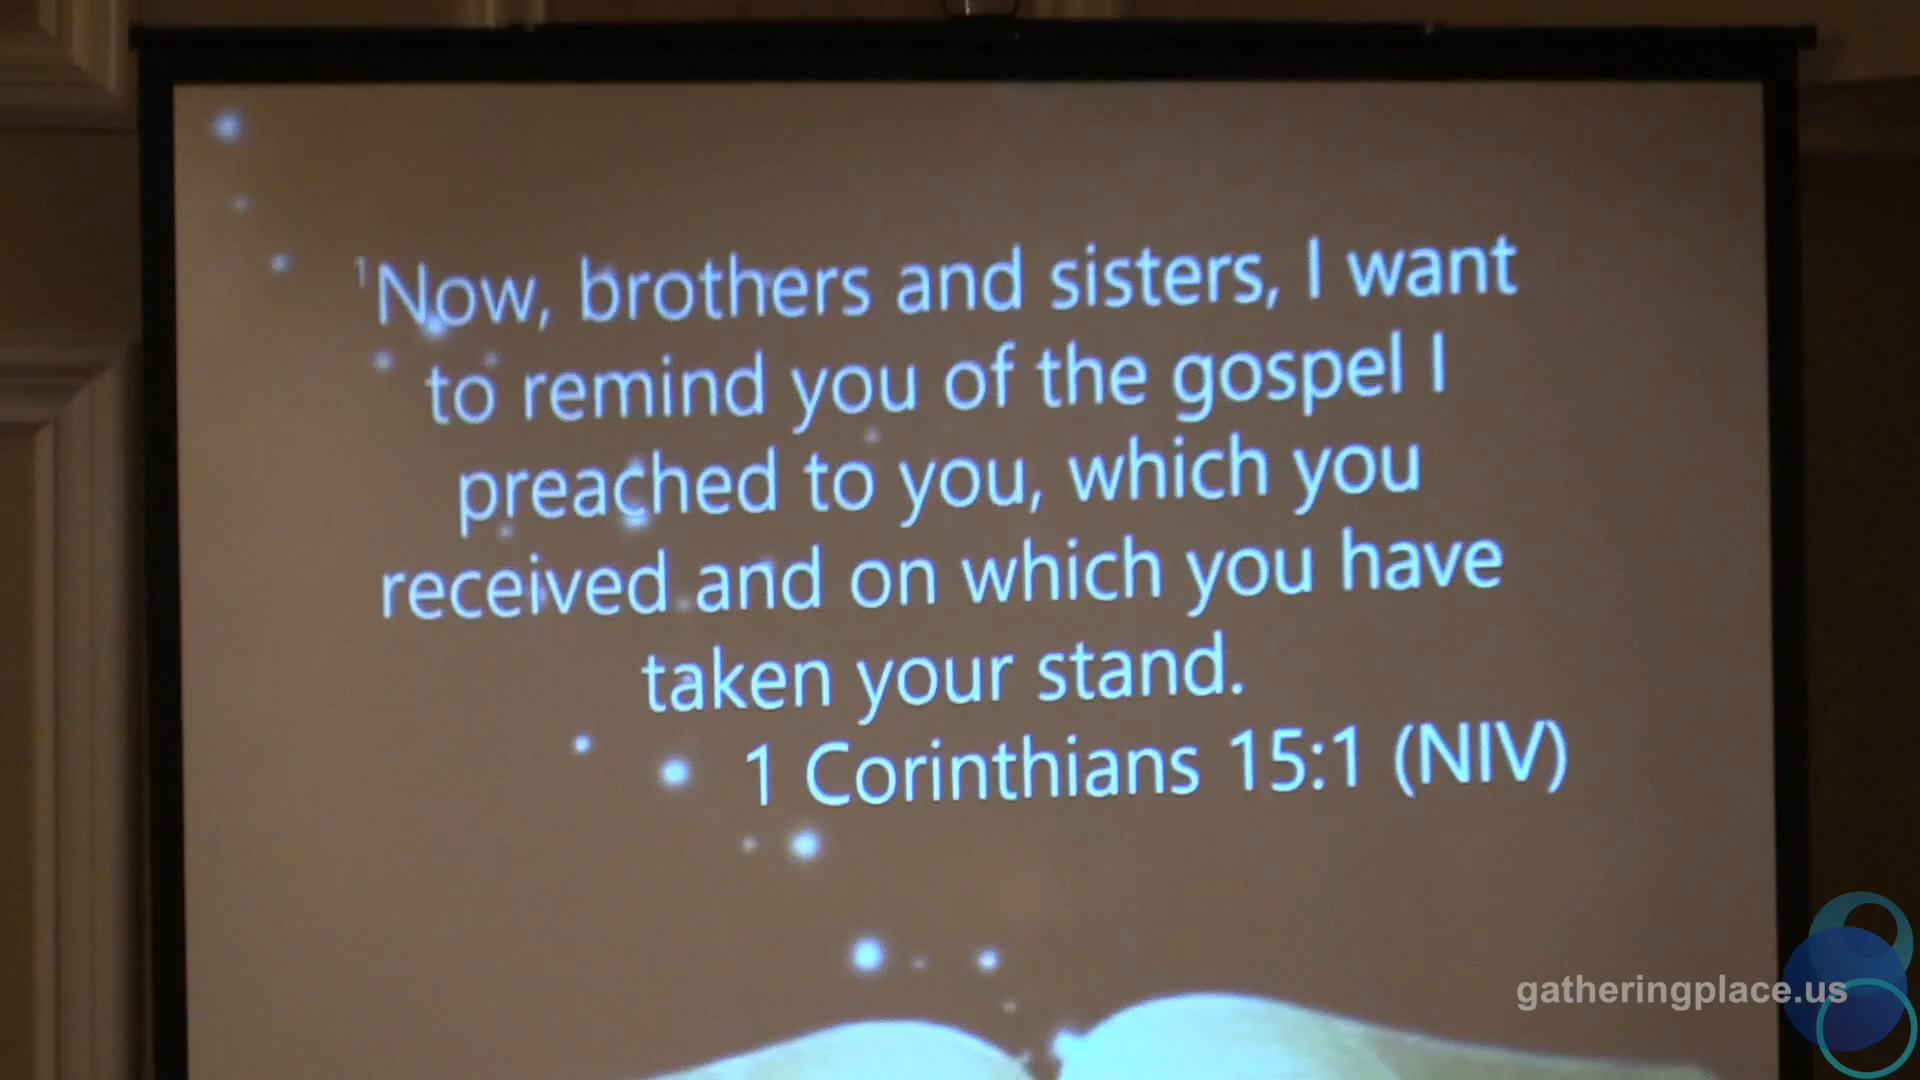 ¹Now, brothers and sisters, I want
to remind you of the gospel I
preached to you, which you
received and on which you have
taken your stand.
1 Corinthians 15:1 (NIV)
gatheringplace.us